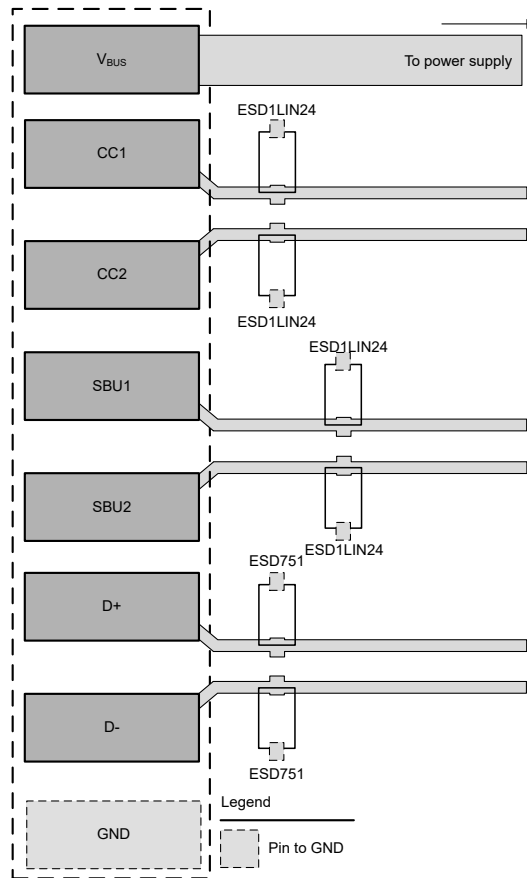 VBUS
To power supply
ESD1LIN24
CC1
CC2
ESD1LIN24
ESD1LIN24
SBU1
SBU2
ESD1LIN24
ESD751
D+
D-
ESD751
Legend
GND
Pin to GND